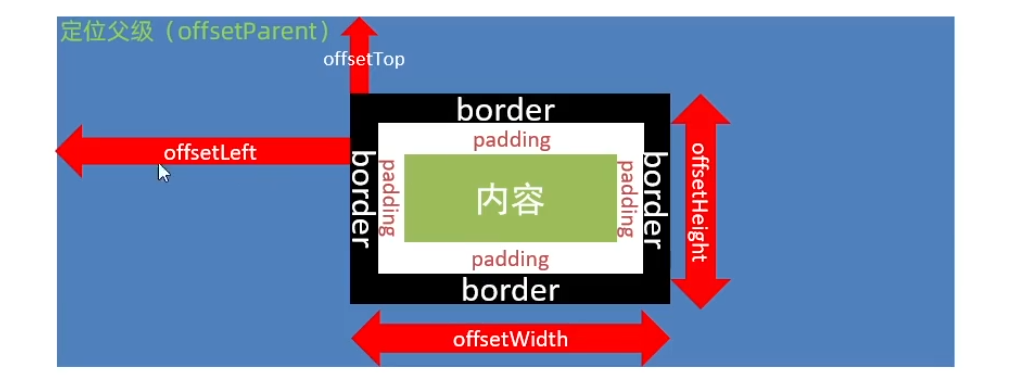 定位父级（offsetParent）
offsetTop
border
padding
offsetLeft
border
padding
内容
padding
border
offsetHeight
padding
border
offsetWidth